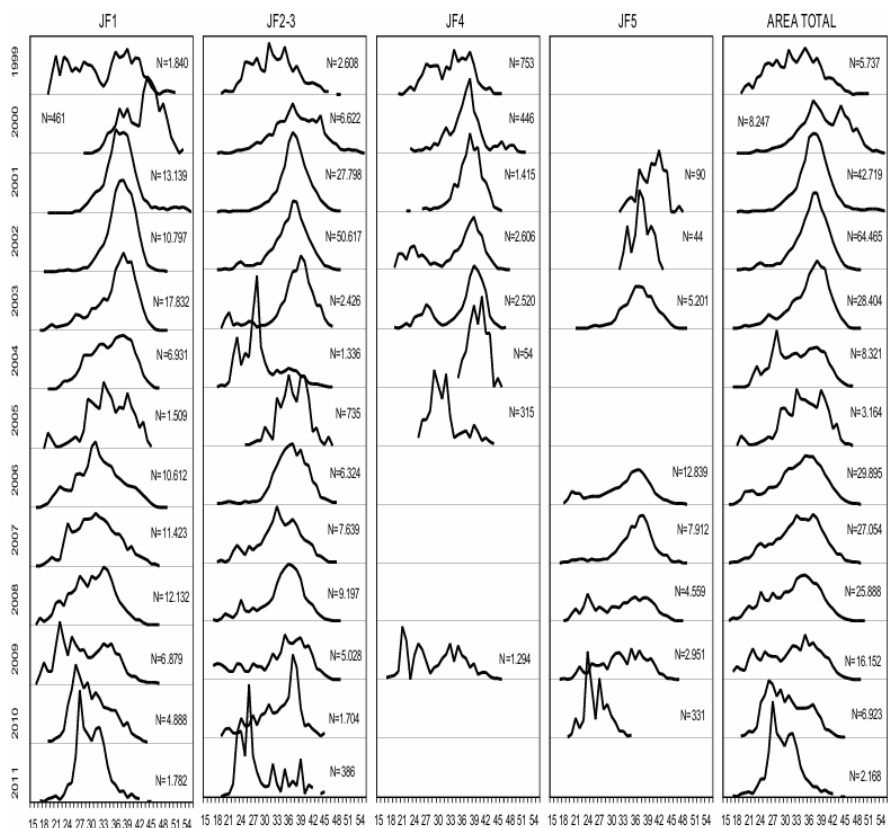 JF1 JF2-3 JF4 JF5 AREA TOTAL
1999 N=1.840 N=2.608 N=753 N=5.737
2000 N=461 N=6.622 N=446 N=8.247
2001 N=13.139 N=27.798 N=1.415 N=90 N=42.719
2002 N=10.797 N=50.617 N=2.606 N=44 N=64.465
2003 N=17.832 N=2.426 N=2.520 N=5.201 N=28.404
2004 N=6.931 N=1.336 N=54 N=8.321
2005 N=1.509 N=735 N=315 N=3.164
2006 N=10.612 N=6.324 N=12.839 N=29.895
2007 N=11.423 N=7.639 N=7.912 N=27.054
2008 N=12.132 N=9.197 N=4.559 N=25.888
2009 N=6.879 N=5.028 N=1.294 N=2.951 N=16.152
2010 N=4.888 N=1.704 N=331 N=6.923
2011 N=1.782 N=386 N=2.168
15 18 21 24 27 30 33 36 39 42 45 48 51 54 15 18 21 24 27 30 33 36 39 42 45 48 51 54 15 18 21 24 27 30 33 36 39 42 45 48 51 54 15 18 21 24 27 30 33 36 39 42 45 48 51 54 15 18 21 24 27 30 33 36 39 42 45 48 51 54